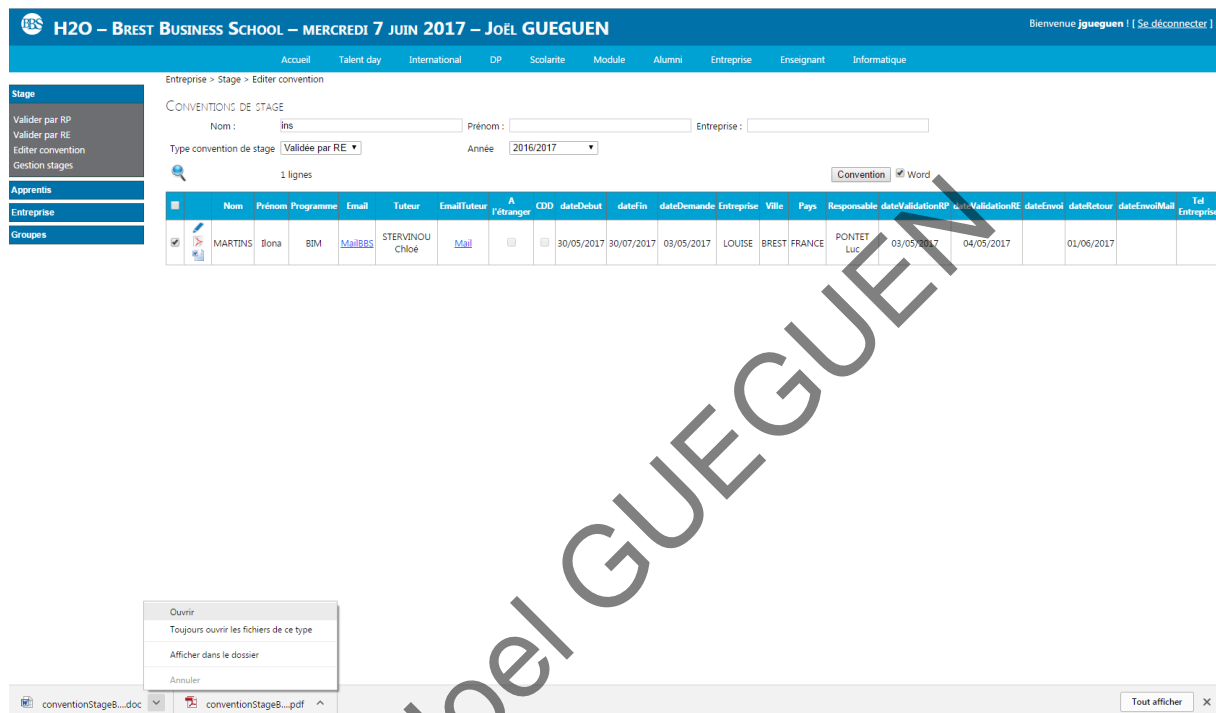 BBS H2O – BREST BUSINESS SCHOOL – MERCREDI 7 JUIN 2017 – JOËL GUEGUEN
Bienvenue jgueguen ! [ Se déconnecter ]
Accueil Talent day International DP Scolarite Module Alumni Entreprise Enseignant Informatique
Entreprise > Stage > Editer convention
Stage
Valider par RP
Valider par RE
Editer convention
Gestion stages
Apprentis
Entreprise
Groupes
CONVENTIONS DE STAGE
Nom : ins Prénom : Entreprise :
Type convention de stage Validée par RE Année 2016/2017
1 lignes Convention Word
Nom Prénom Programme Email Tuteur EmailTuteur A l'étranger CDD dateDebut dateFin dateDemande Entreprise Ville Pays Responsable dateValidationRP dateValidationRE dateEnvoi dateRetour dateEnvoiMail Tel Entreprise
MARTINS Ilona BIM MailBBS STERVINOU Chloé Mail 30/05/2017 30/07/2017 03/05/2017 LOUISE BREST FRANCE PONTET Luc 03/05/2017 04/05/2017 01/06/2017
Joel GUEGUEN
Ouvrir
Toujours ouvrir les fichiers de ce type
Afficher dans le dossier
Annuler
conventionStageB....doc conventionStageB....pdf Tout afficher